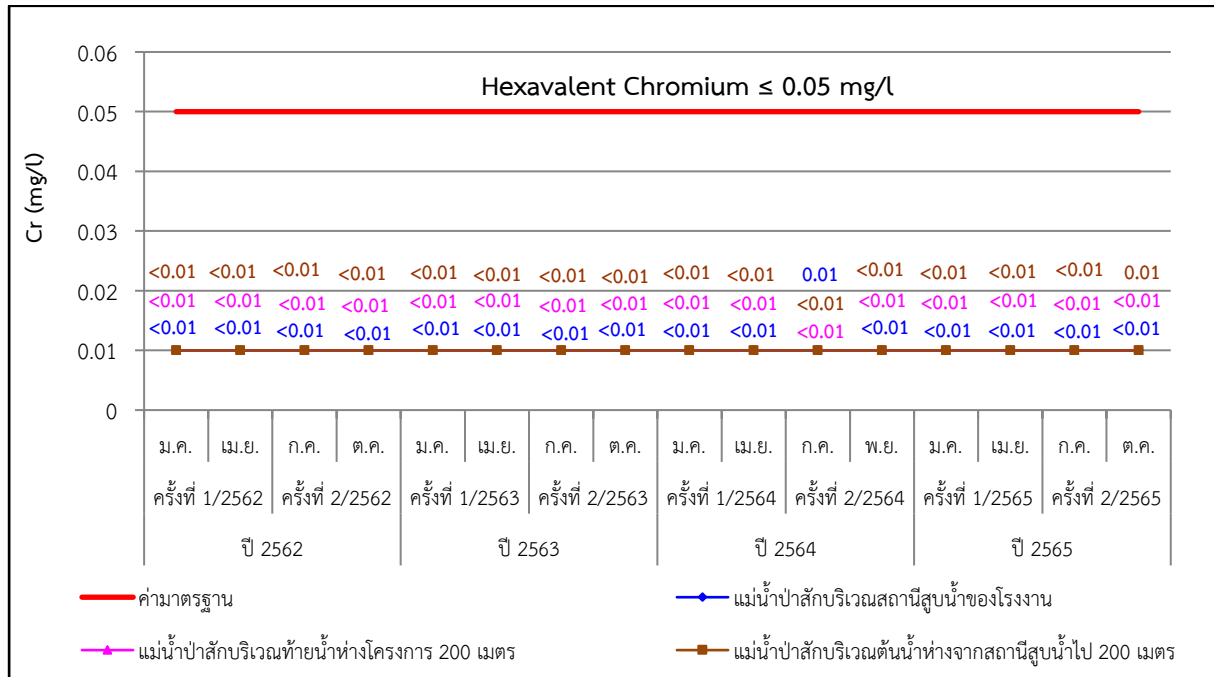 Hexavalent Chromium ≤ 0.05 mg/l
Cr (mg/l)
0.06
0.05
0.04
0.03
0.02
0.01
0
<0.01 <0.01 <0.01 <0.01 <0.01 <0.01 <0.01 <0.01 <0.01 <0.01 0.01 <0.01 <0.01 <0.01 <0.01 0.01
<0.01 <0.01 <0.01 <0.01 <0.01 <0.01 <0.01 <0.01 <0.01 <0.01 <0.01 <0.01 <0.01 <0.01 <0.01 <0.01
<0.01 <0.01 <0.01 <0.01 <0.01 <0.01 <0.01 <0.01 <0.01 <0.01 <0.01 <0.01 <0.01 <0.01 <0.01 <0.01
ม.ค. เม.ย. ก.ค. ต.ค. ม.ค. เม.ย. ก.ค. ต.ค. ม.ค. เม.ย. ก.ค. พ.ย. ม.ค. เม.ย. ก.ค. ต.ค.
ครั้งที่ 1/2562 ครั้งที่ 2/2562 ครั้งที่ 1/2563 ครั้งที่ 2/2563 ครั้งที่ 1/2564 ครั้งที่ 2/2564 ครั้งที่ 1/2565 ครั้งที่ 2/2565
ปี 2562 ปี 2563 ปี 2564 ปี 2565
ค่ามาตรฐาน แม่น้ำป่าสักบริเวณสถานีสูบน้ำของโรงงาน
แม่น้ำป่าสักบริเวณท้ายน้ำห่างโครงการ 200 เมตร แม่น้ำป่าสักบริเวณต้นน้ำห่างจากสถานีสูบน้ำไป 200 เมตร